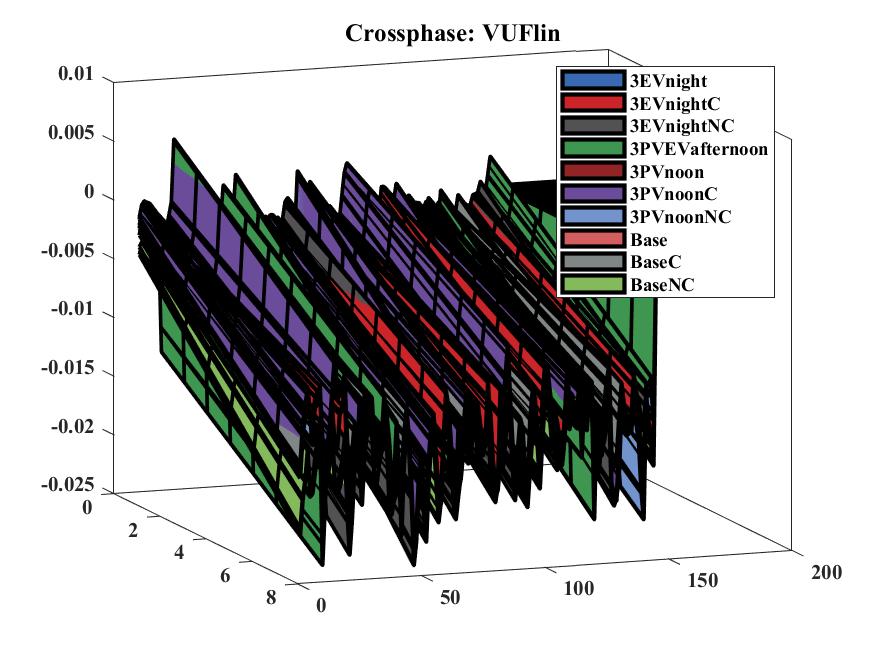 Crossphase: VUFlin
0.01
0.005
0
-0.005
-0.01
-0.015
-0.02
-0.025
0
2
4
6
8
0
50
100
150
200
3EVnight
3EVnightC
3EVnightNC
3PVEVafternoon
3PVnoon
3PVnoonC
3PVnoonNC
Base
BaseC
BaseNC